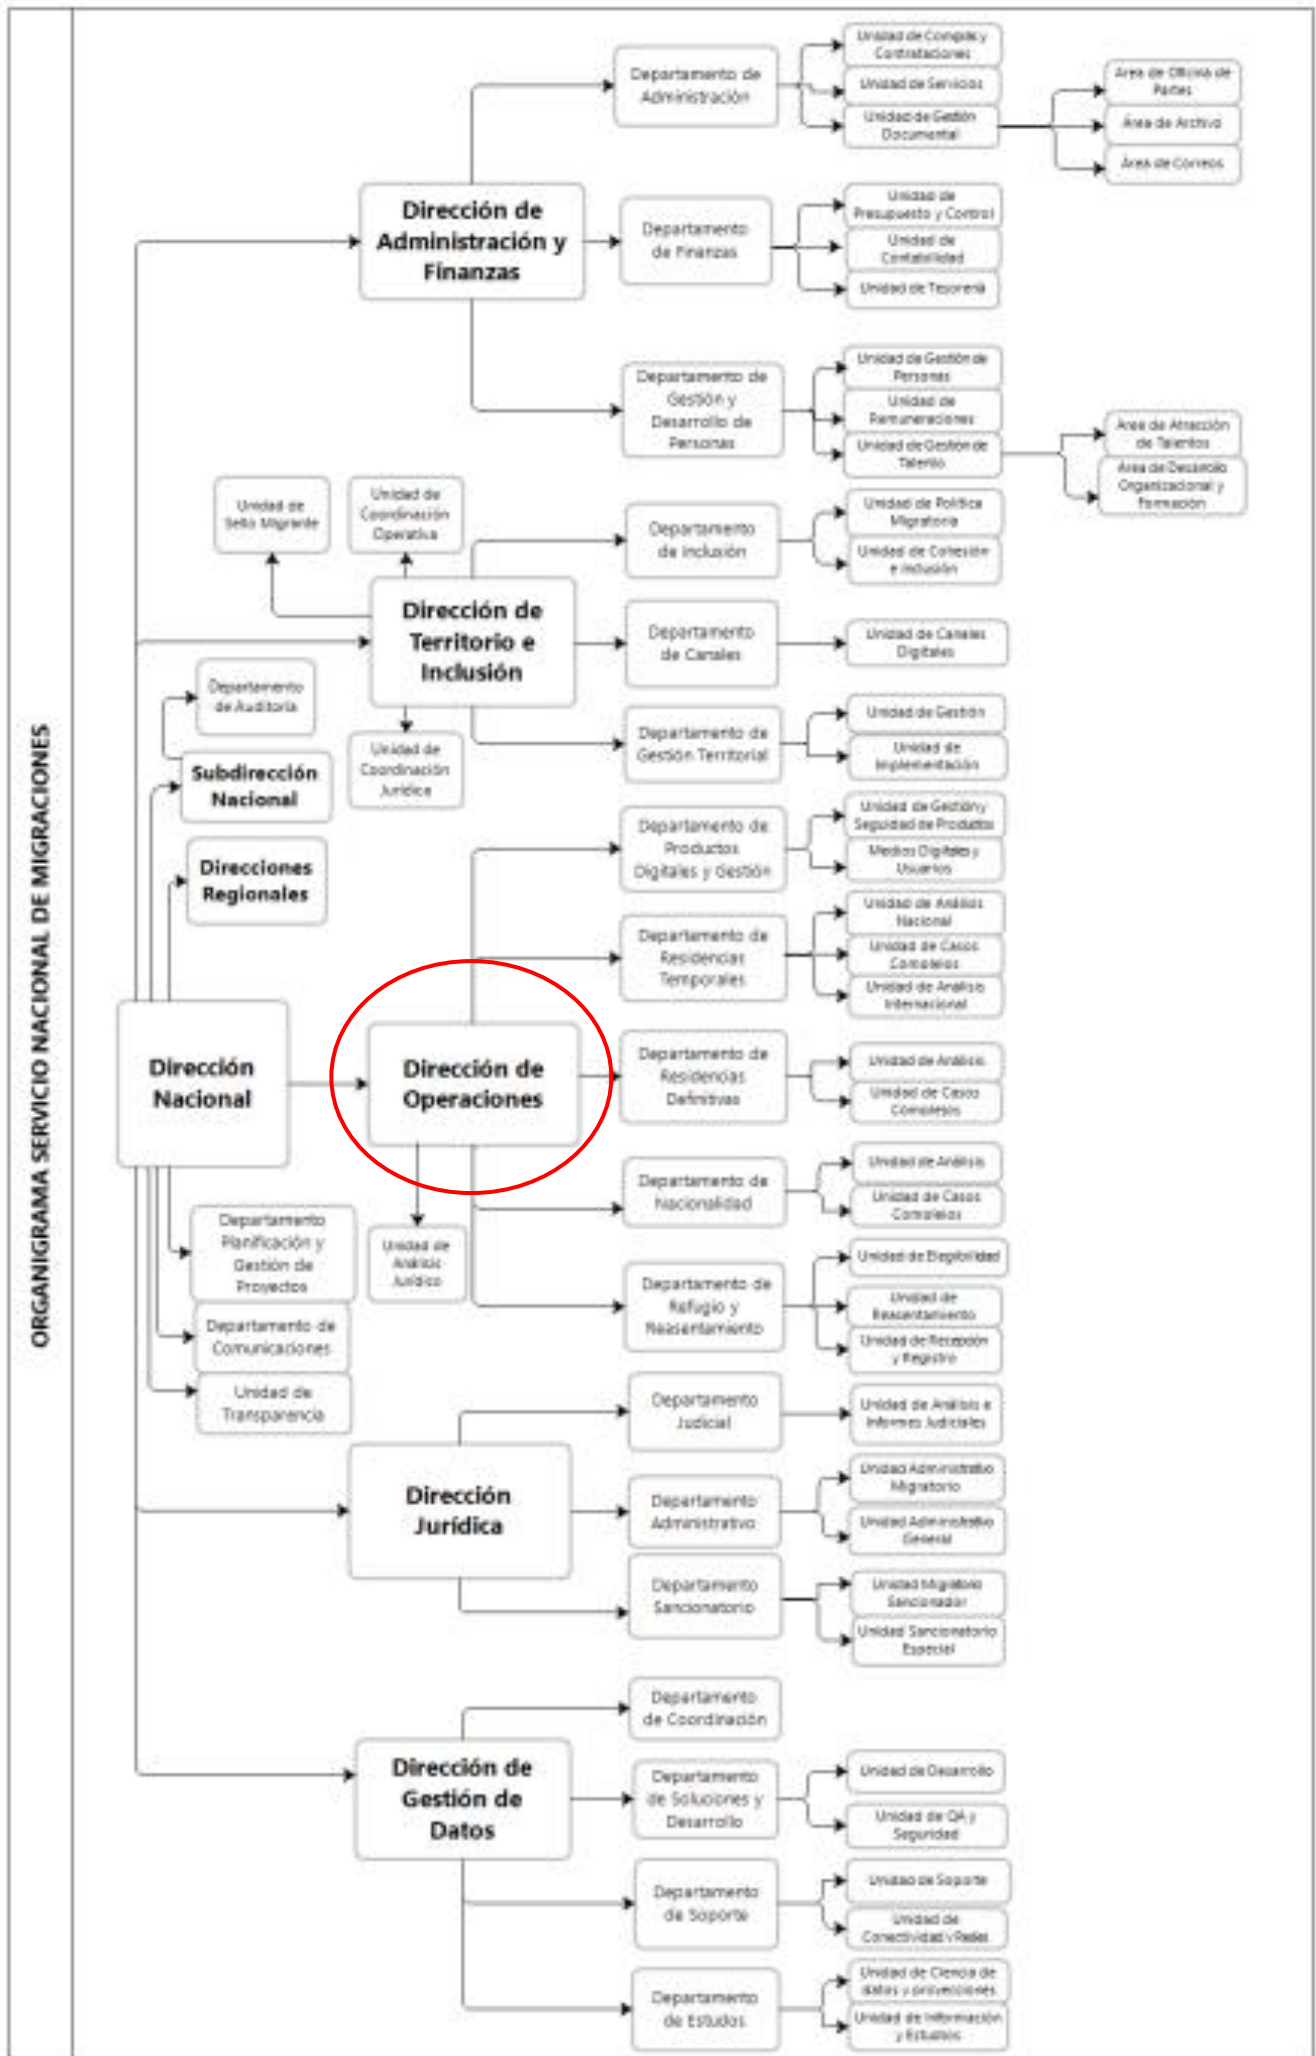 ORGANIGRAMA SERVICIO NACIONAL DE MIGRACIONES
Dirección
Nacional
Subdirección
Nacional
Departamento
de Auditoría
Direcciones
Regionales
Departamento
Planificación y
Gestión de
Proyectos
Departamento de
Comunicaciones
Unidad de
Transparencia
Dirección de
Administración y
Finanzas
Departamento de
Administración
Unidad de Compras y
Contrataciones
Unidad de Servicios
Unidad de Gestión
Documental
Área de Oficina de
Partes
Área de Archivo
Área de Correos
Departamento
de Finanzas
Unidad de
Presupuesto y Control
Unidad de
Contabilidad
Unidad de Tesorería
Departamento de
Gestión y
Desarrollo de
Personas
Unidad de Gestión de
Personas
Unidad de
Remuneraciones
Unidad de Gestión de
Talento
Área de Atracción
de Talentos
Área de Desarrollo
Organizacional y
Formación
Dirección de
Territorio e
Inclusión
Unidad de
Sello Migrante
Unidad de
Coordinación
Operativa
Unidad de
Coordinación
Jurídica
Departamento
de Inclusión
Unidad de Política
Migratoria
Unidad de Cohesión
e Inclusión
Departamento
de Canales
Unidad de Canales
Digitales
Departamento de
Gestión Territorial
Unidad de Gestión
Unidad de
Implementación
Dirección de
Operaciones
Unidad de
Análisis
Jurídico
Departamento de
Productos
Digitales y Gestión
Unidad de Gestión y
Seguidad de Productos
Medios Digitales y
Usuarios
Departamento de
Residencias
Temporales
Unidad de Análisis
Nacional
Unidad de Casos
Complejos
Unidad de Análisis
Internacional
Departamento de
Residencias
Definitivas
Unidad de Análisis
Unidad de Casos
Complejos
Departamento de
Nacionalidad
Unidad de Análisis
Unidad de Casos
Complejos
Departamento de
Refugio y
Reasentamiento
Unidad de Elegibilidad
Unidad de
Reasentamiento
Unidad de Recepción
y Registro
Dirección
Jurídica
Departamento
Judicial
Unidad de Análisis e
Informes Judiciales
Departamento
Administrativo
Unidad Administrativo
Migratorio
Unidad Administrativo
General
Departamento
Sancionatorio
Unidad Migratorio
Sancionador
Unidad Sancionatorio
Especial
Dirección de
Gestión de
Datos
Departamento
de Coordinación
Departamento
de Soluciones y
Desarrollo
Unidad de Desarrollo
Unidad de QA y
Seguridad
Departamento
de Soporte
Unidad de Soporte
Unidad de
Conectividad y Redes
Departamento
de Estudos
Unidad de Ciencia de
datos y proyecciones
Unidad de Información
y Estudios